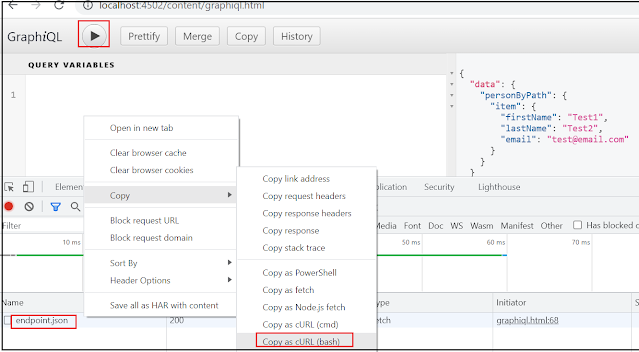 localhost:4502/content/graphiql.html
GraphiQL
Prettify
Merge
Copy
History
QUERY VARIABLES
1
{
"data": {
"personByPath": {
"item": {
"firstName": "Test1",
"lastName": "Test2",
"email": "test@email.com"
}
}
}
Open in new tab
Clear browser cache
Clear browser cookies
Copy
Block request URL
Block request domain
Sort By
Header Options
Save all as HAR with content
Copy link address
Copy request headers
Copy response headers
Copy response
Copy stack trace
Copy as PowerShell
Copy as fetch
Copy as Node.js fetch
Copy as cURL (cmd)
Copy as cURL (bash)
Elemen
Application
Security
Lighthouse
Filter
Media Font Doc WS Wasm Manifest Other
Has blocked c
10 ms
50 ms
60 ms
70 ms
Name
Type
Initiator
endpoint.json
200
etch
graphiql.html:68